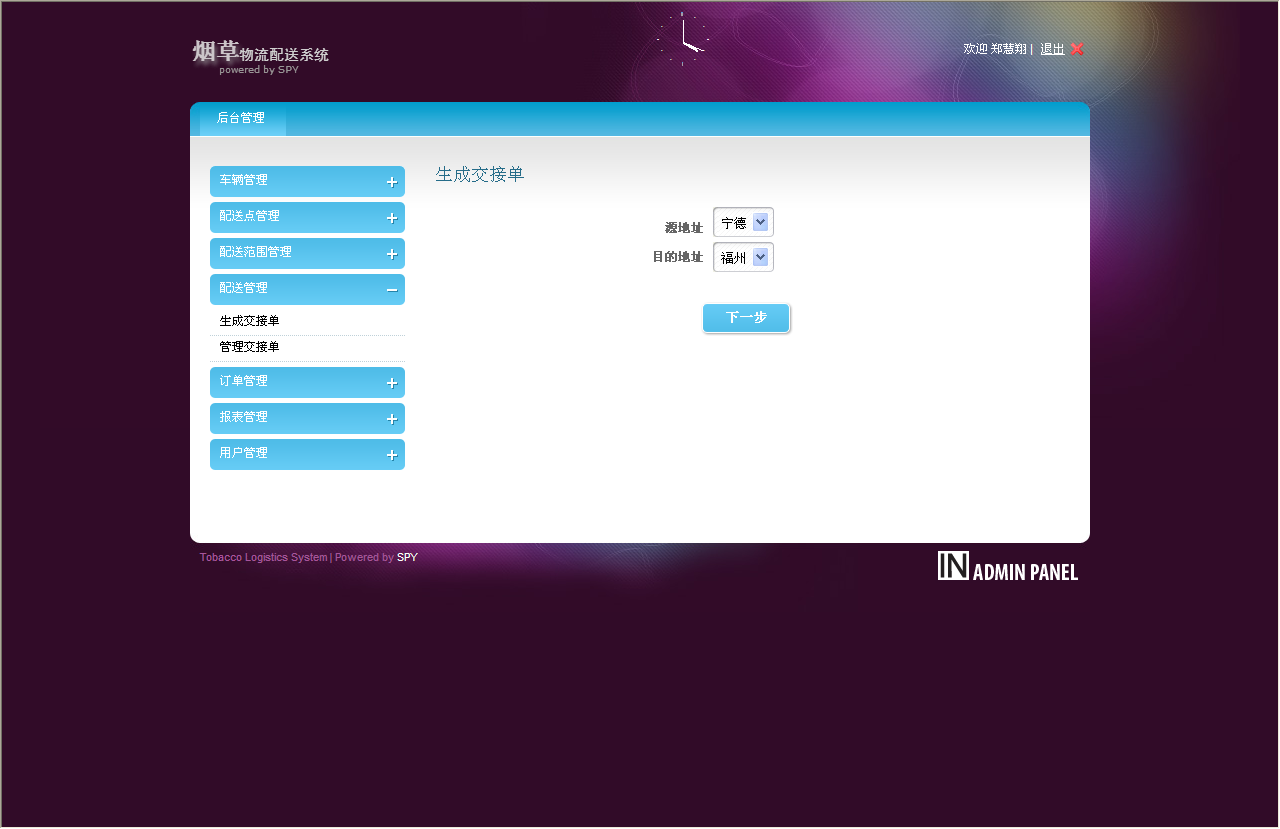 烟草物流配送系统
powered by SPY
欢迎 郑慧翔 | 退出
后台管理
车辆管理
配送点管理
配送范围管理
配送管理
生成交接单
管理交接单
订单管理
报表管理
用户管理
生成交接单
源地址 宁德
目的地址 福州
下一步
Tobacco Logistics System | Powered by SPY
IN ADMIN PANEL